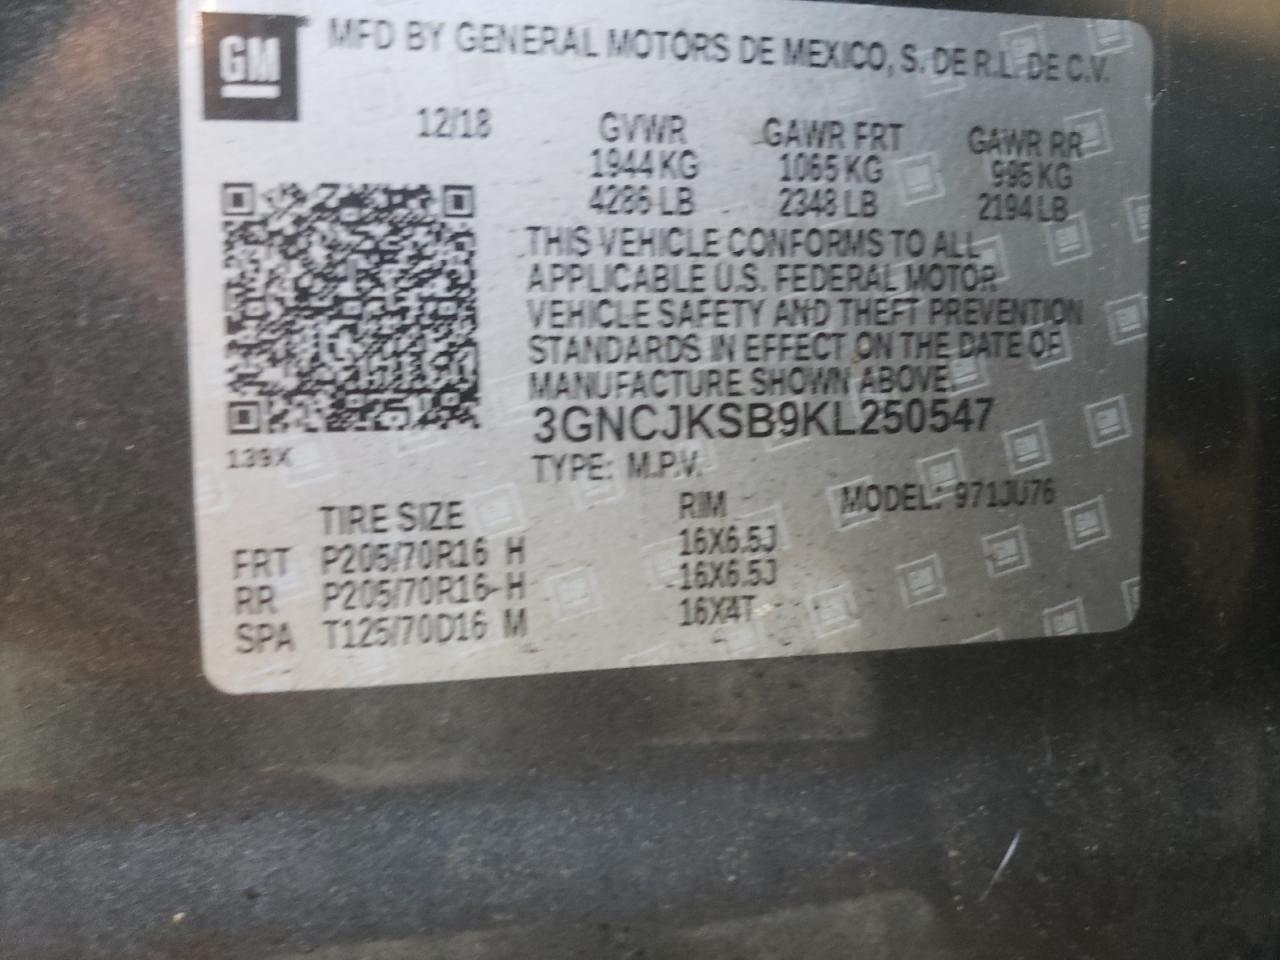 GM
MFD BY GENERAL MOTORS DE MEXICO, S. DE R.L. DE C.V.
12/18 GVWR GAWR FRT GAWR RR
1944 KG 1065 KG 995 KG
4286 LB 2348 LB 2194 LB
THIS VEHICLE CONFORMS TO ALL
APPLICABLE U.S. FEDERAL MOTOR
VEHICLE SAFETY AND THEFT PREVENTION
STANDARDS IN EFFECT ON THE DATE OF
MANUFACTURE SHOWN ABOVE.
3GNCJKSB9KL250547
139X
TYPE: M.P.V.
MODEL: 971JU76
TIRE SIZE RIM
FRT P205/70R16 H 16X6.5J
RR P205/70R16 H 16X6.5J
SPA T125/70D16 M 16X4T